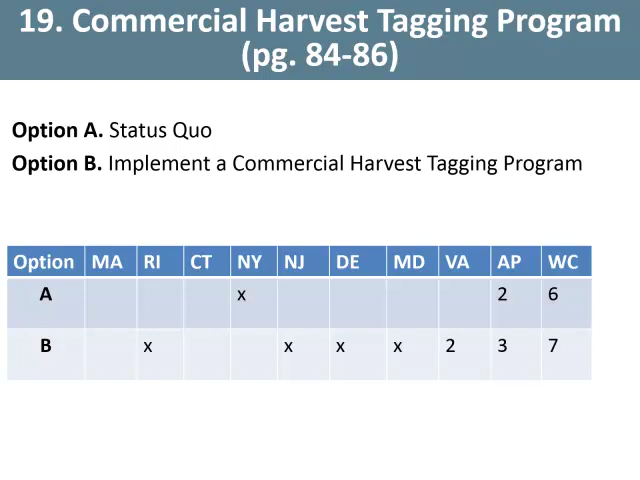 19. Commercial Harvest Tagging Program
(pg. 84-86)
Option A. Status Quo
Option B. Implement a Commercial Harvest Tagging Program
Option MA RI CT NY NJ DE MD VA AP WC
A x 2 6
B x x x x 2 3 7